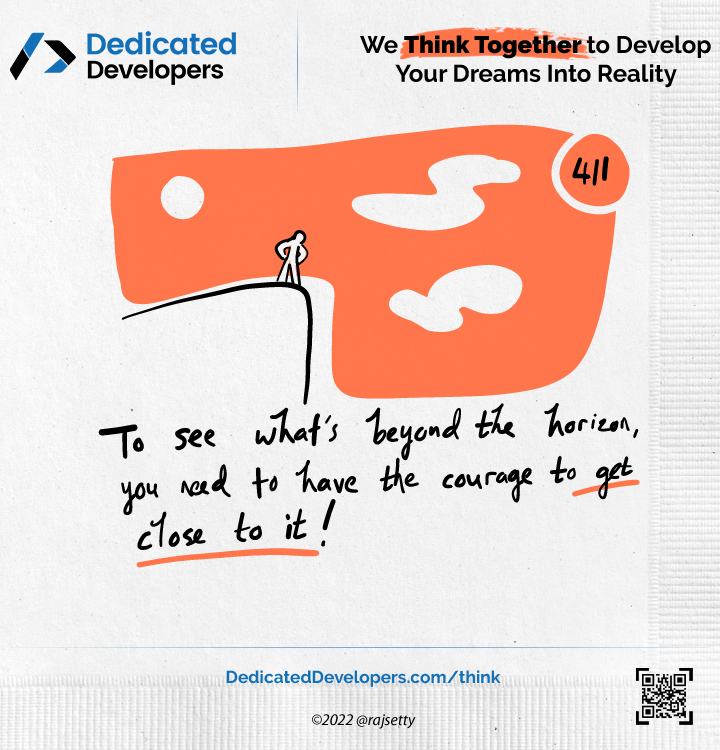 Dedicated
Developers
We Think Together to Develop
Your Dreams Into Reality
411
To see what's beyond the horizon,
you need to have the courage to get
close to it!
DedicatedDevelopers.com/think
©2022 @rajsetty